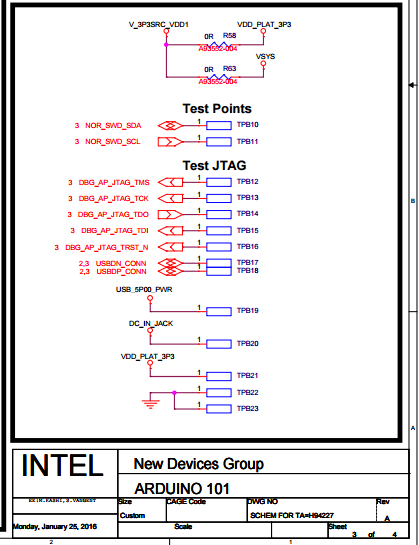 V_3P3SRC_VDD1
VDD_PLAT_3P3
0R R58
A93552-004
VSYS
0R R63
A93552-004
Test Points
3 NOR_SWD_SDA 1 TPB10
3 NOR_SWD_SCL 1 TPB11
Test JTAG
3 DBG_AP_JTAG_TMS 1 TPB12
3 DBG_AP_JTAG_TCK 1 TPB13
3 DBG_AP_JTAG_TDO 1 TPB14
3 DBG_AP_JTAG_TDI 1 TPB15
3 DBG_AP_JTAG_TRST_N 1 TPB16
2,3 USBDN_CONN 1 TPB17
2,3 USBDP_CONN 1 TPB18
USB_5P00_PWR
1 TPB19
DC_IN_JACK
1 TPB20
VDD_PLAT_3P3
1 TPB21
1 TPB22
1 TPB23
B
A
INTEL
New Devices Group
ARDUINO 101
Size CAGE Code DWG NO Rev
Custom SCHEM FOR TA=H94227 A
Monday, January 25, 2016 Scale Sheet 3 of 4
2 1